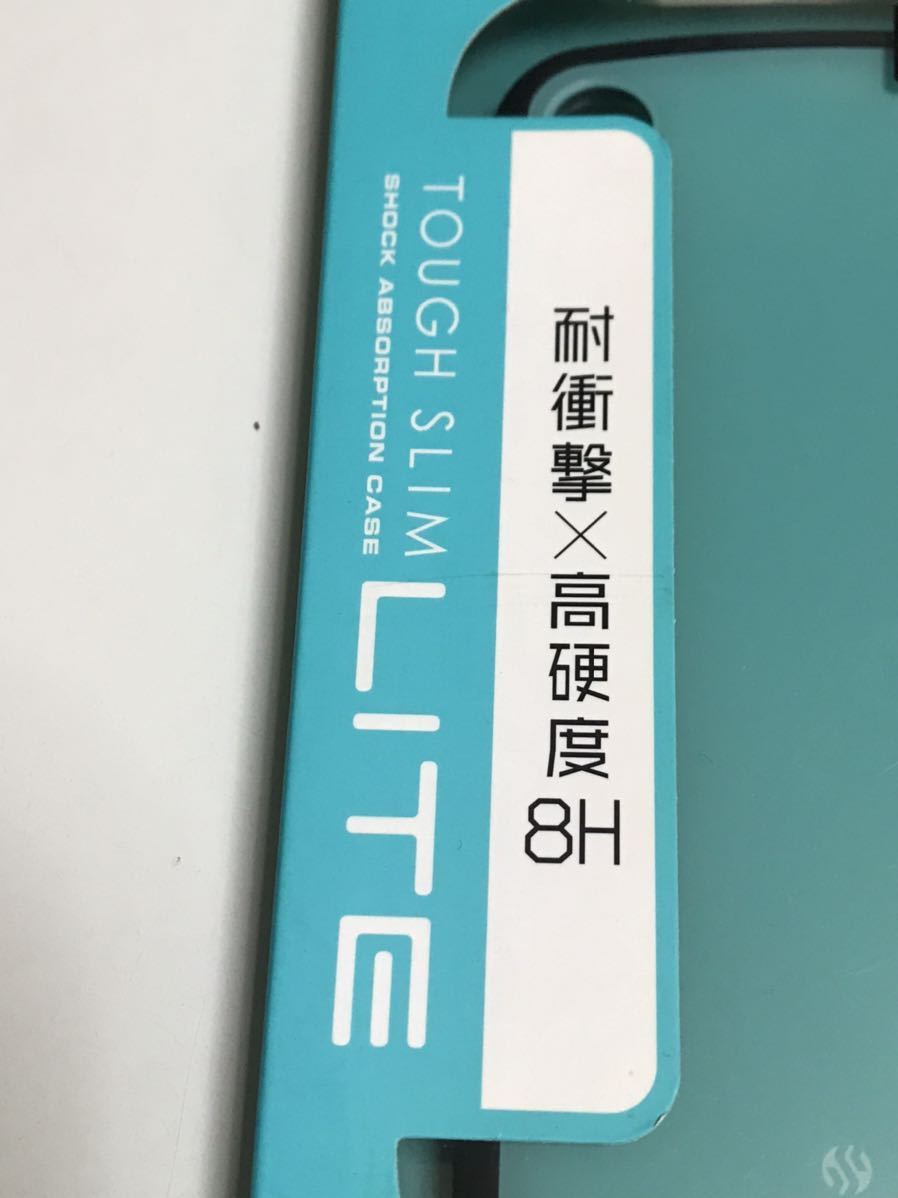 TOUGH SLIM
SHOCK ABSORPTION CASE
LITE
耐衝撃×高硬度
8H